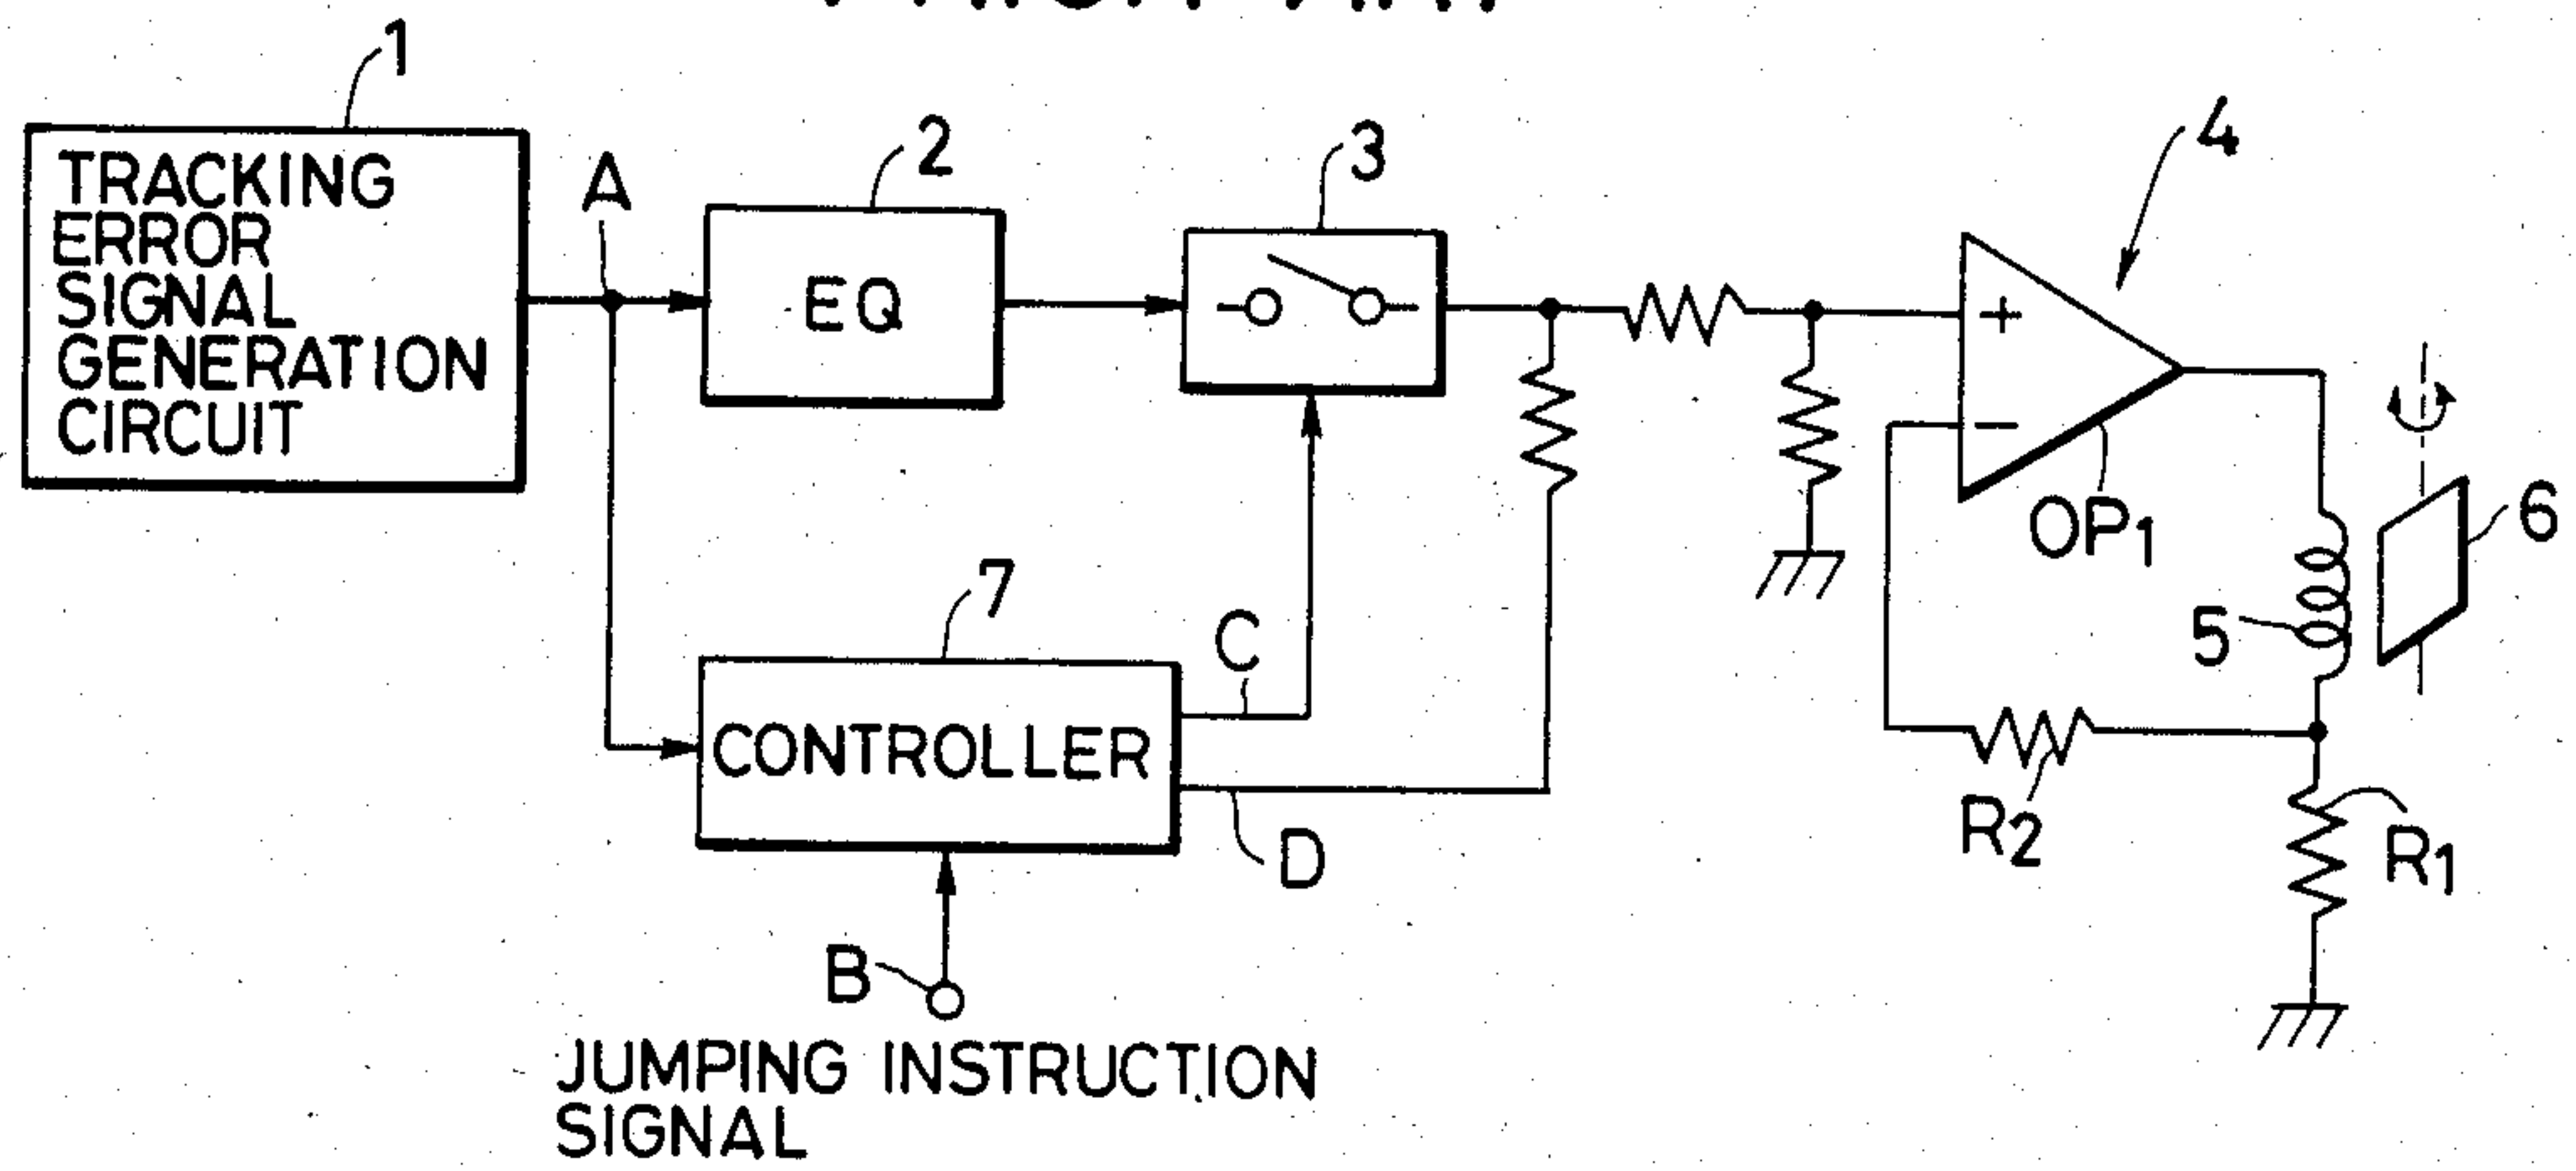 1
TRACKING
ERROR
SIGNAL
GENERATION
CIRCUIT
A
2
EQ
3
4
+
−
OP1
5
6
7
CONTROLLER
C
D
R2
R1
B
JUMPING INSTRUCTION
SIGNAL